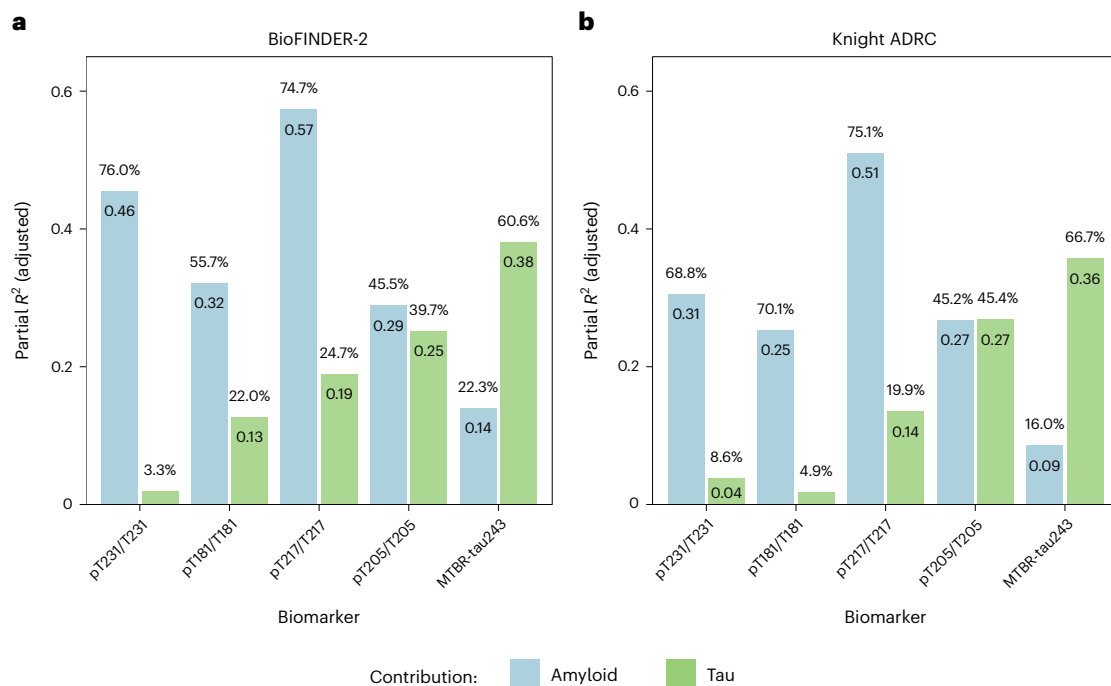 a
BioFINDER-2
Partial R² (adjusted)
0.6
0.4
0.2
0
76.0%
0.46
3.3%
55.7%
0.32
22.0%
0.13
74.7%
0.57
24.7%
0.19
45.5%
0.29
39.7%
0.25
22.3%
0.14
60.6%
0.38
pT231/T231
pT181/T181
pT217/T217
pT205/T205
MTBR-tau243
Biomarker
b
Knight ADRC
Partial R² (adjusted)
0.6
0.4
0.2
0
68.8%
0.31
8.6%
0.04
70.1%
0.25
4.9%
75.1%
0.51
19.9%
0.14
45.2%
0.27
45.4%
0.27
16.0%
0.09
66.7%
0.36
pT231/T231
pT181/T181
pT217/T217
pT205/T205
MTBR-tau243
Biomarker
Contribution: Amyloid Tau